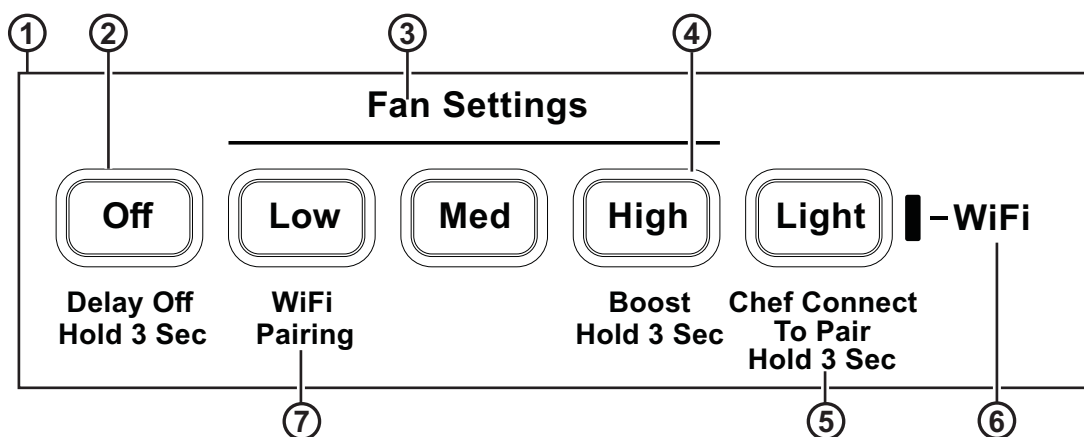 1 2 3 4
Fan Settings
Off Low Med High Light -WiFi
Delay Off
Hold 3 Sec
WiFi
Pairing
Boost
Hold 3 Sec
Chef Connect
To Pair
Hold 3 Sec
7 5 6